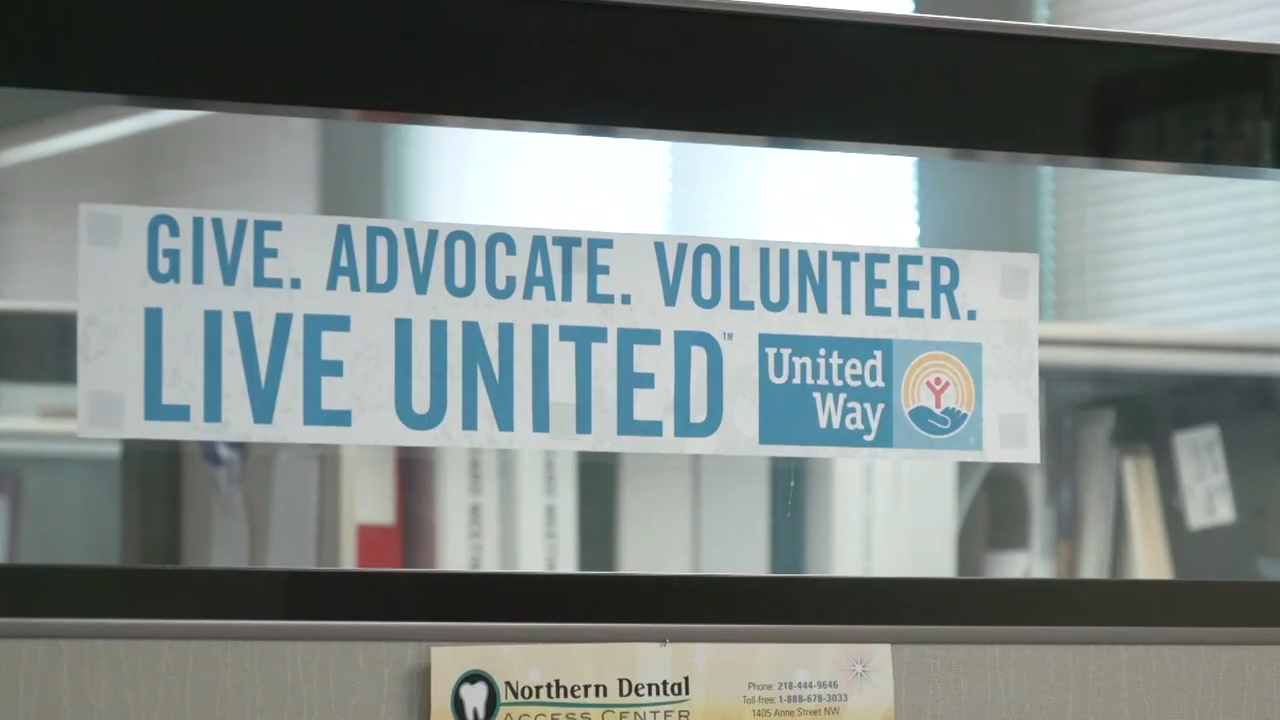 GIVE. ADVOCATE. VOLUNTEER.
LIVE UNITED™
United
Way
Northern Dental
ACCESS CENTER
Phone: 218-444-9646
Toll-free: 1-888-678-3033
1405 Anne Street NW